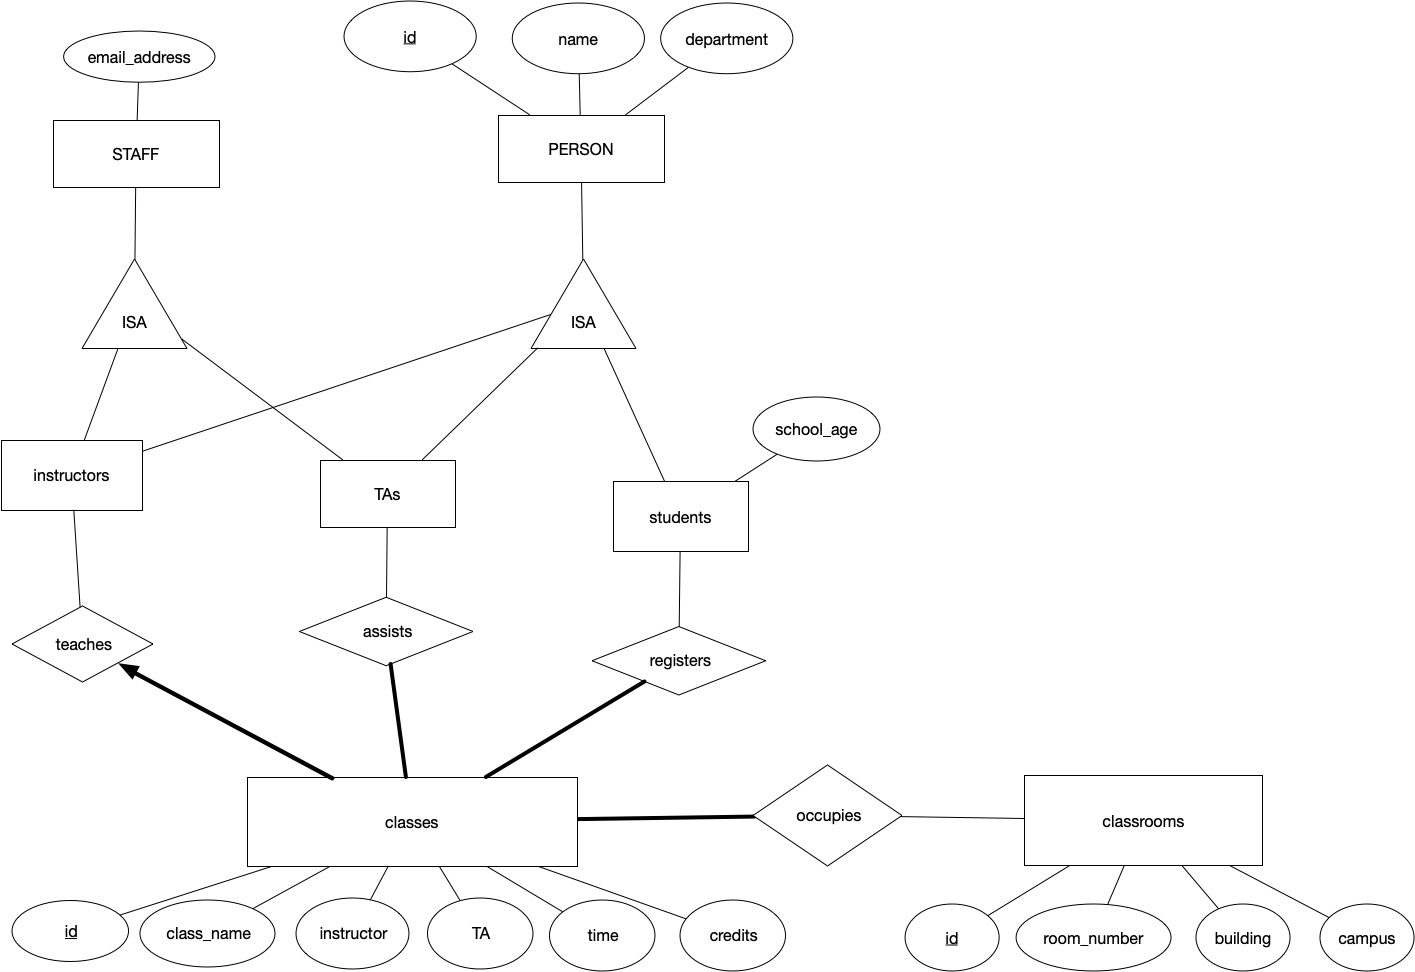 id
name
department
email_address
STAFF
PERSON
ISA
ISA
school_age
instructors
TAs
students
teaches
assists
registers
classes
occupies
classrooms
id
class_name
instructor
TA
time
credits
id
room_number
building
campus